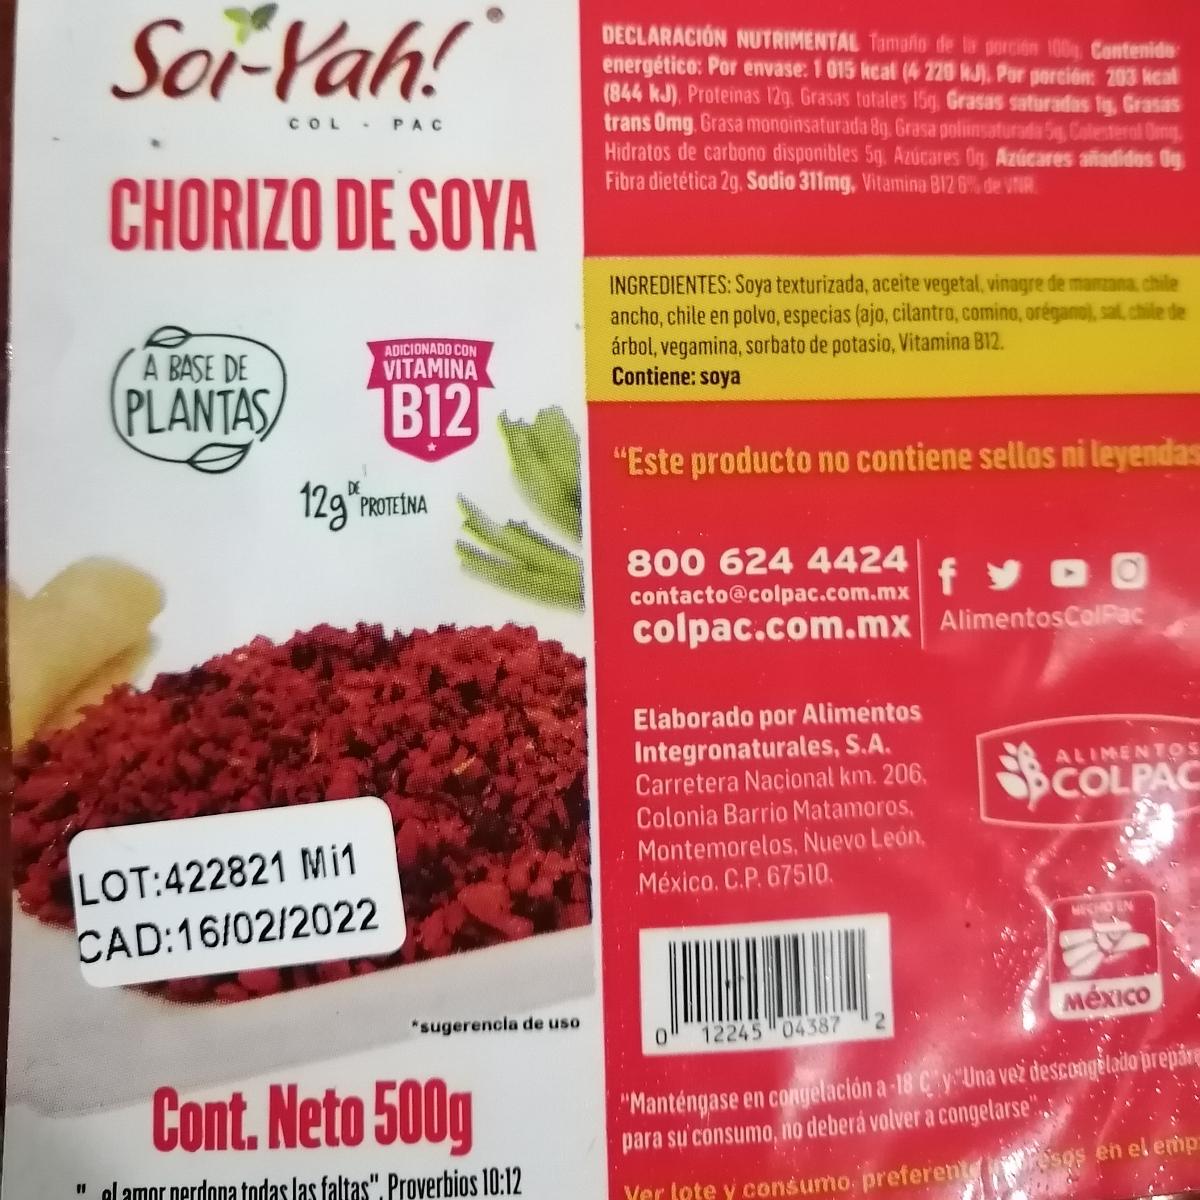 Soi-Yah!®
COL - PAC
CHORIZO DE SOYA
A BASE DE
PLANTAS
ADICIONADO CON
VITAMINA
B12
12g DE PROTEÍNA
LOT:422821 Mi1
CAD:16/02/2022
*sugerencia de uso
Cont. Neto 500g
" el amor perdona todas las faltas". Proverbios 10:12
DECLARACIÓN NUTRIMENTAL Tamaño de la porción 100g, Contenido
energético: Por envase: 1 015 kcal (4 220 kJ). Por porción: 203 kcal
(844 kJ), Proteínas 12g, Grasas totales 15g, Grasas saturadas 1g, Grasas
trans 0mg, Grasa monoinsaturada 8g, Grasa poliinsaturada 5g, Colesterol 0mg,
Hidratos de carbono disponibles 5g, Azúcares 0g, Azúcares añadidos 0g,
Fibra dietética 2g, Sodio 311mg, Vitamina B12 6% de VNR.
INGREDIENTES: Soya texturizada, aceite vegetal, vinagre de manzana, chile
ancho, chile en polvo, especias (ajo, cilantro, comino, orégano), sal, chile de
árbol, vegamina, sorbato de potasio, Vitamina B12.
Contiene: soya
"Este producto no contiene sellos ni leyendas
800 624 4424
contacto@colpac.com.mx
colpac.com.mx
AlimentosColPac
Elaborado por Alimentos
Integronaturales, S.A.
Carretera Nacional km. 206,
Colonia Barrio Matamoros,
Montemorelos, Nuevo León,
México. C.P. 67510.
ALIMENTOS
COLPAC
HECHO EN
MÉXICO
0 12245 04387 2
"Manténgase en congelación a -18 C" y "Una vez descongelado prepár
para su consumo, no deberá volver a congelarse".
Ver lote y consumo preferent esos en el emp